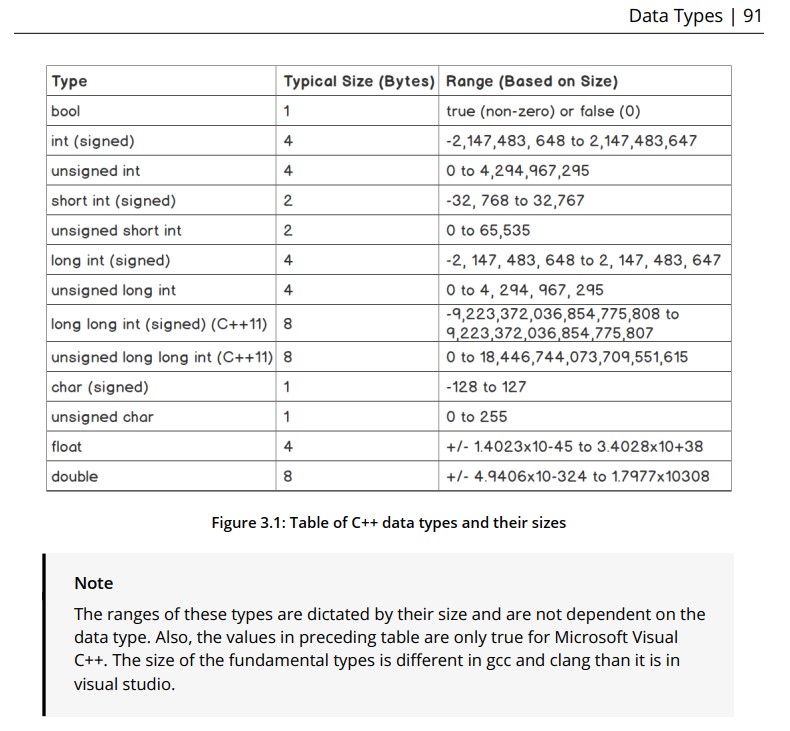 Data Types | 91
Type Typical Size (Bytes) Range (Based on Size)
bool 1 true (non-zero) or false (0)
int (signed) 4 -2,147,483, 648 to 2,147,483,647
unsigned int 4 0 to 4,294,967,295
short int (signed) 2 -32, 768 to 32,767
unsigned short int 2 0 to 65,535
long int (signed) 4 -2, 147, 483, 648 to 2, 147, 483, 647
unsigned long int 4 0 to 4, 294, 967, 295
long long int (signed) (C++11) 8 -9,223,372,036,854,775,808 to
9,223,372,036,854,775,807
unsigned long long int (C++11) 8 0 to 18,446,744,073,709,551,615
char (signed) 1 -128 to 127
unsigned char 1 0 to 255
float 4 +/- 1.4023x10-45 to 3.4028x10+38
double 8 +/- 4.9406x10-324 to 1.7977x10308
Figure 3.1: Table of C++ data types and their sizes
Note
The ranges of these types are dictated by their size and are not dependent on the
data type. Also, the values in preceding table are only true for Microsoft Visual
C++. The size of the fundamental types is different in gcc and clang than it is in
visual studio.